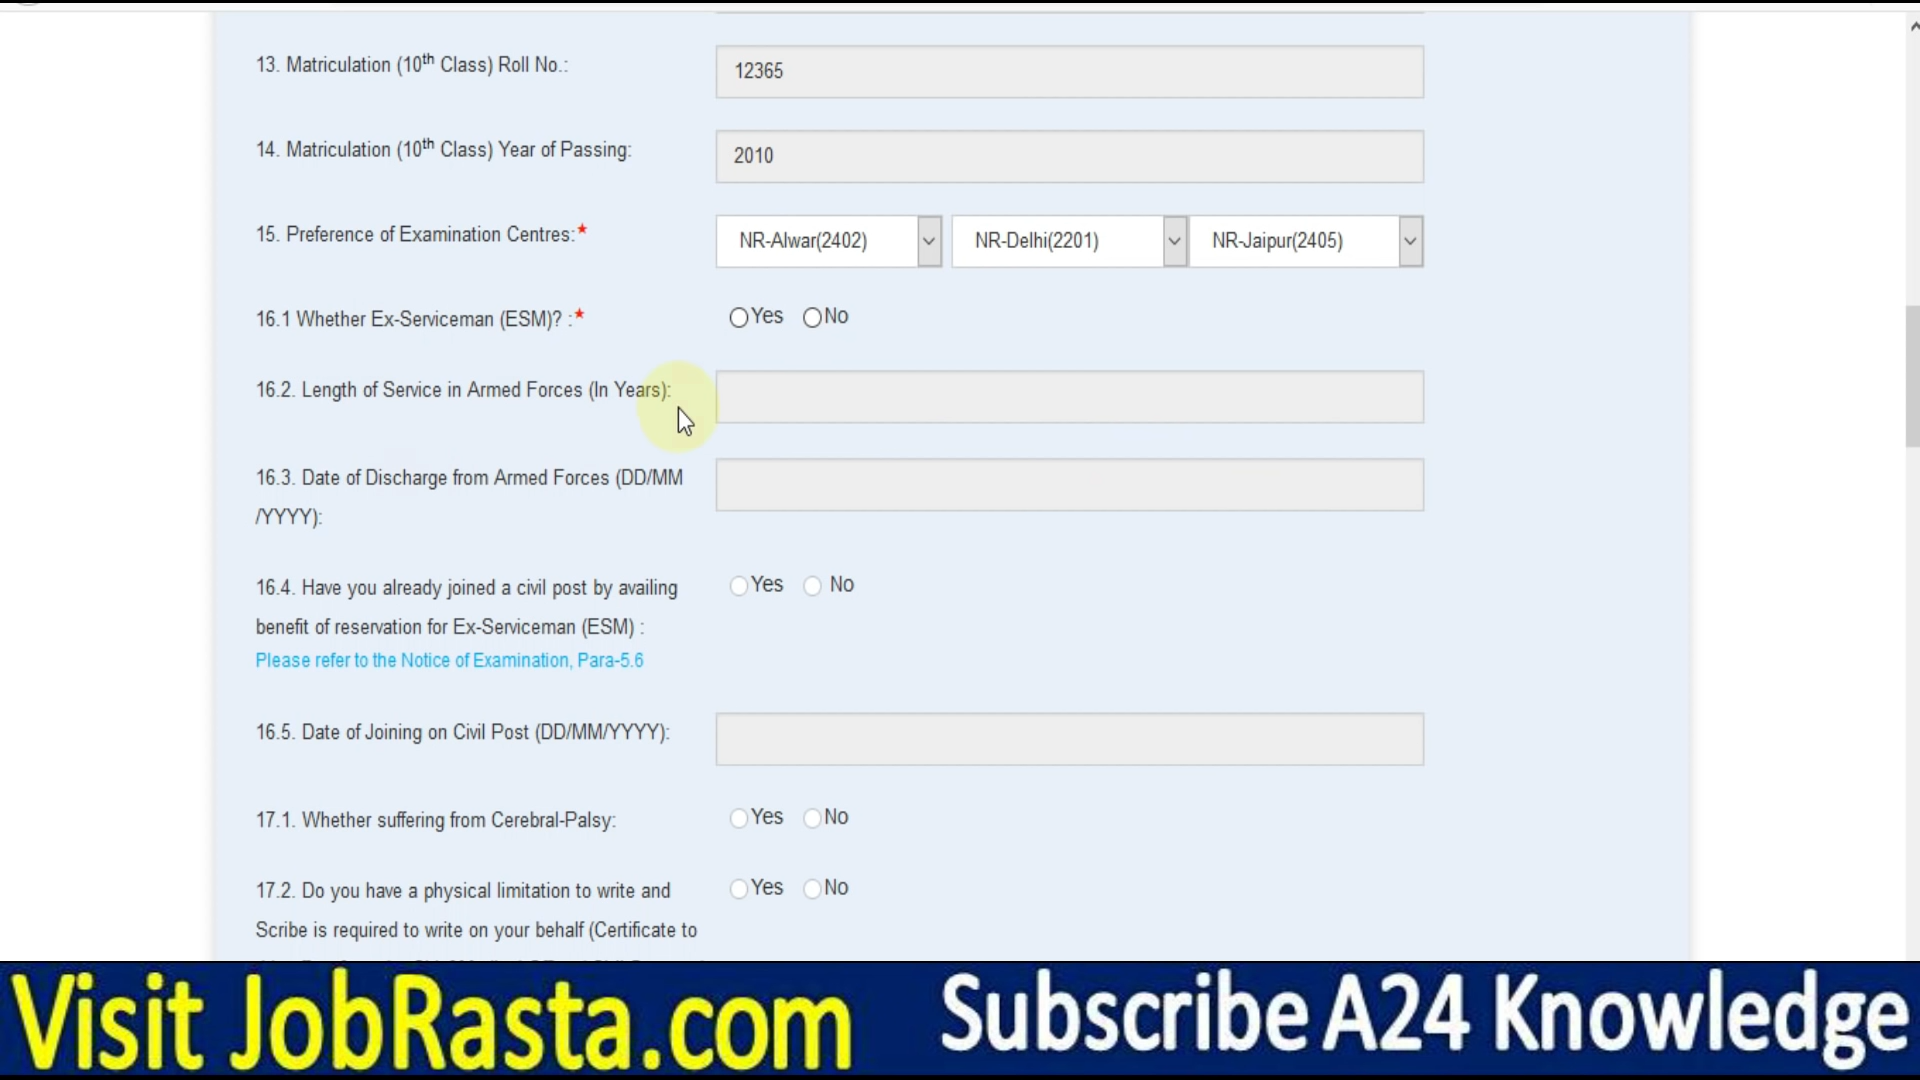 13. Matriculation (10th Class) Roll No.: 12365
14. Matriculation (10th Class) Year of Passing: 2010
15. Preference of Examination Centres:* NR-Alwar(2402) NR-Delhi(2201) NR-Jaipur(2405)
16.1 Whether Ex-Serviceman (ESM)? :* Yes No
16.2. Length of Service in Armed Forces (In Years):
16.3. Date of Discharge from Armed Forces (DD/MM
/YYYY):
16.4. Have you already joined a civil post by availing Yes No
benefit of reservation for Ex-Serviceman (ESM) :
Please refer to the Notice of Examination, Para-5.6
16.5. Date of Joining on Civil Post (DD/MM/YYYY):
17.1. Whether suffering from Cerebral-Palsy: Yes No
17.2. Do you have a physical limitation to write and Yes No
Scribe is required to write on your behalf (Certificate to
Visit JobRasta.com Subscribe A24 Knowledge